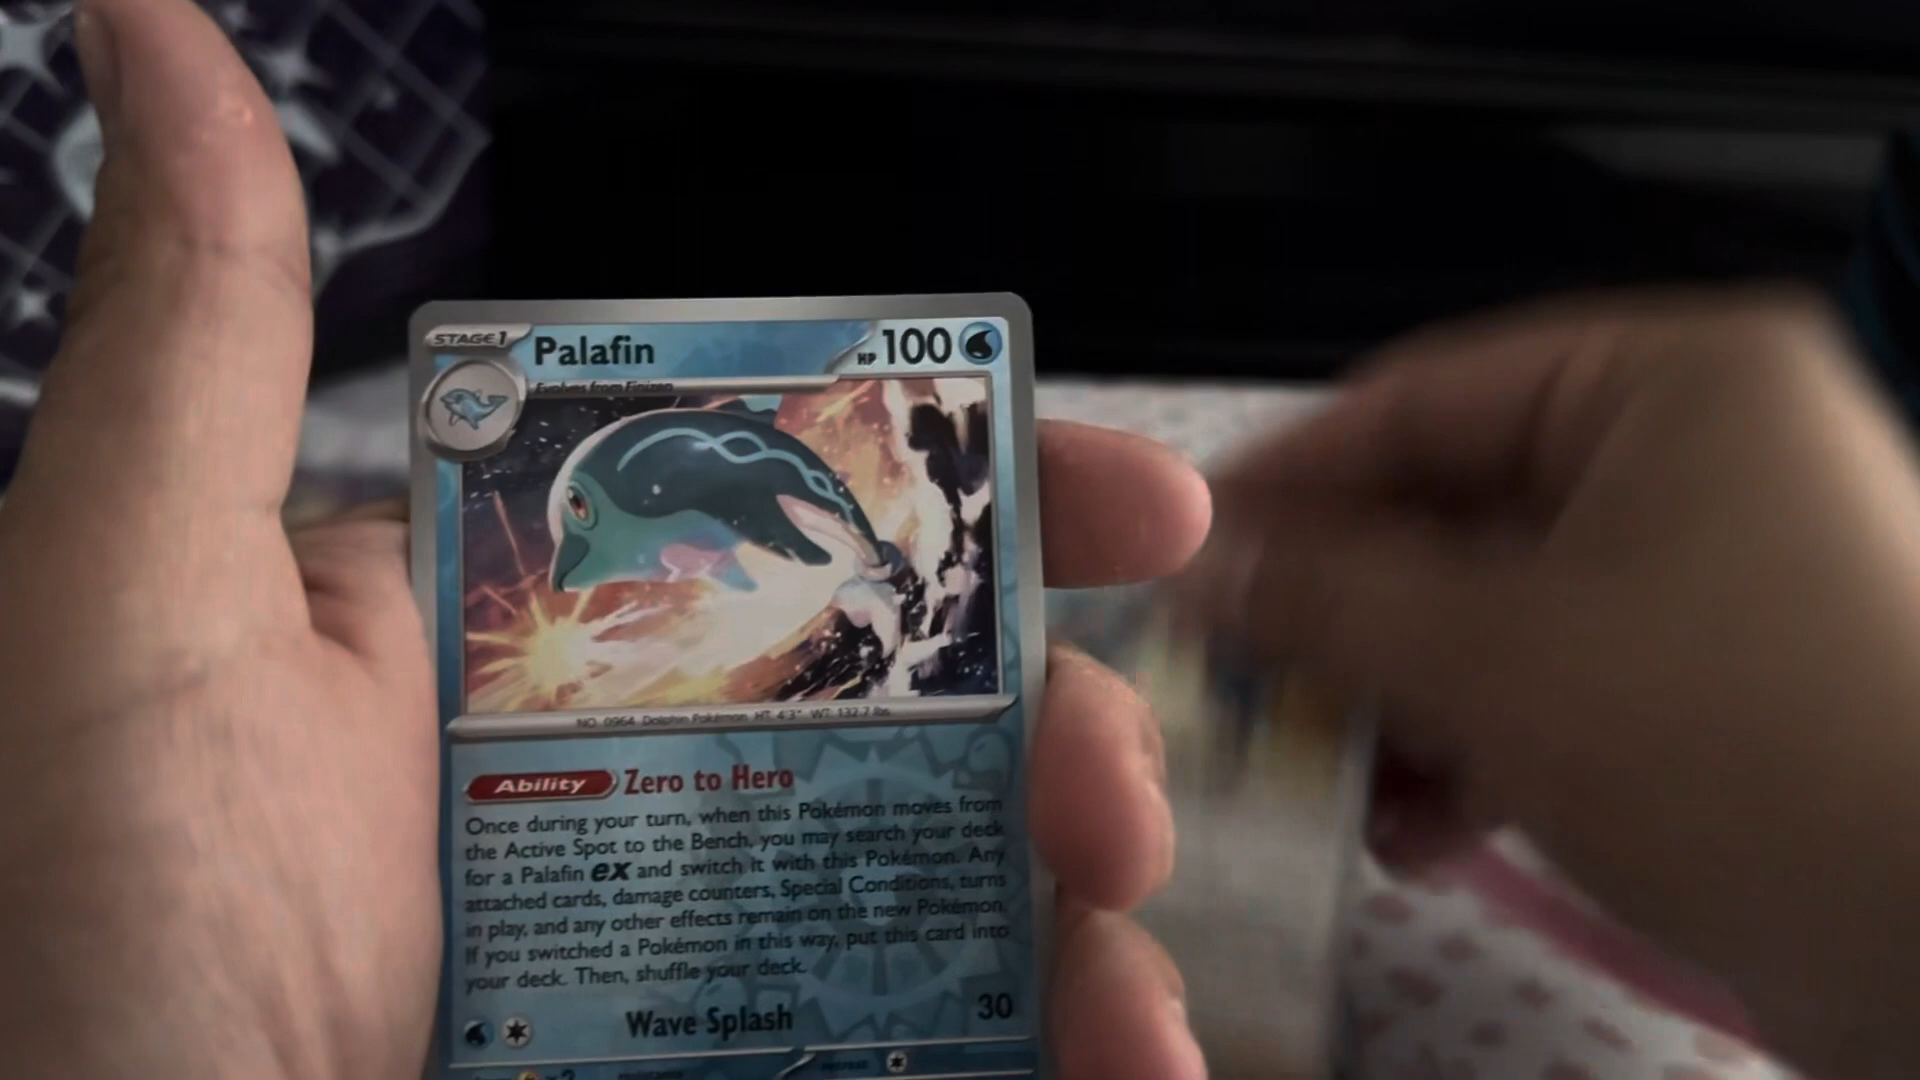 STAGE 1 Palafin HP 100
Evolves from Finizen
NO. 0964 Dolphin Pokémon HT: 4'3" WT: 132.7 lbs
Ability Zero to Hero
Once during your turn, when this Pokémon moves from
the Active Spot to the Bench, you may search your deck
for a Palafin ex and switch it with this Pokémon. Any
attached cards, damage counters, Special Conditions, turns
in play, and any other effects remain on the new Pokémon.
If you switched a Pokémon in this way, put this card into
your deck. Then, shuffle your deck.
Wave Splash 30
×2 resistance retreat